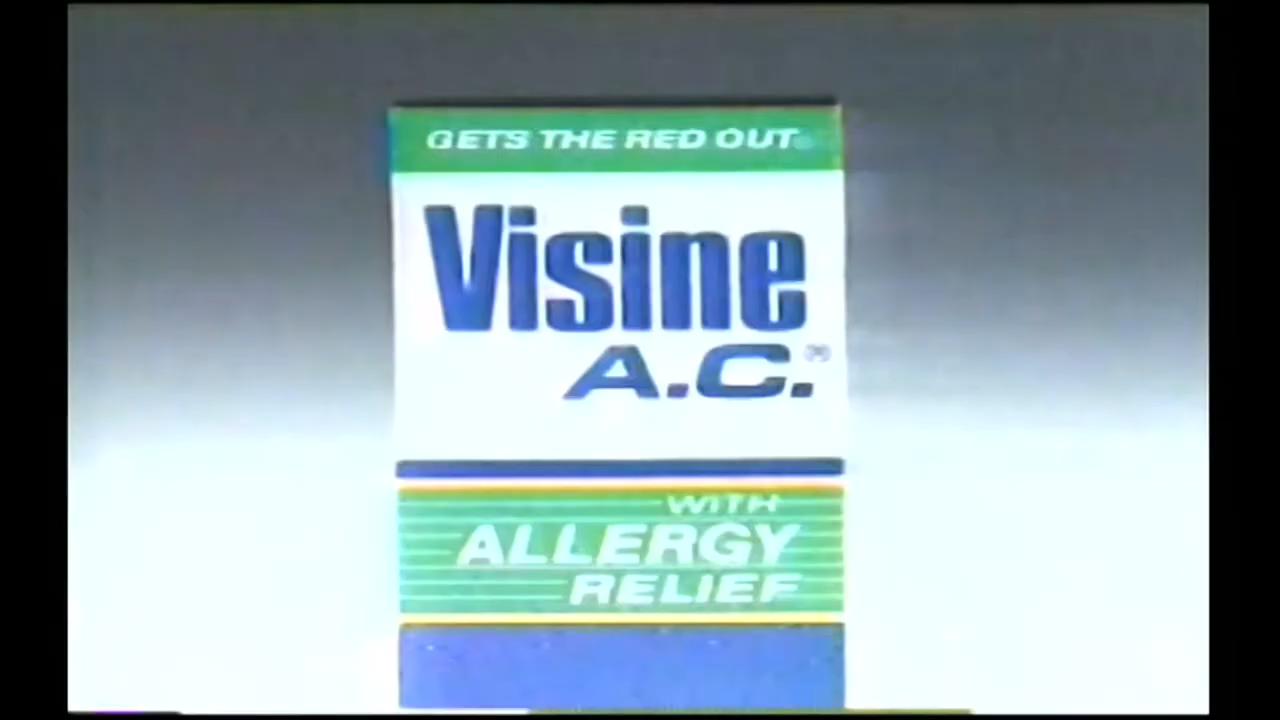 GETS THE RED OUT®
Visine
A.C.®
WITH
ALLERGY
RELIEF